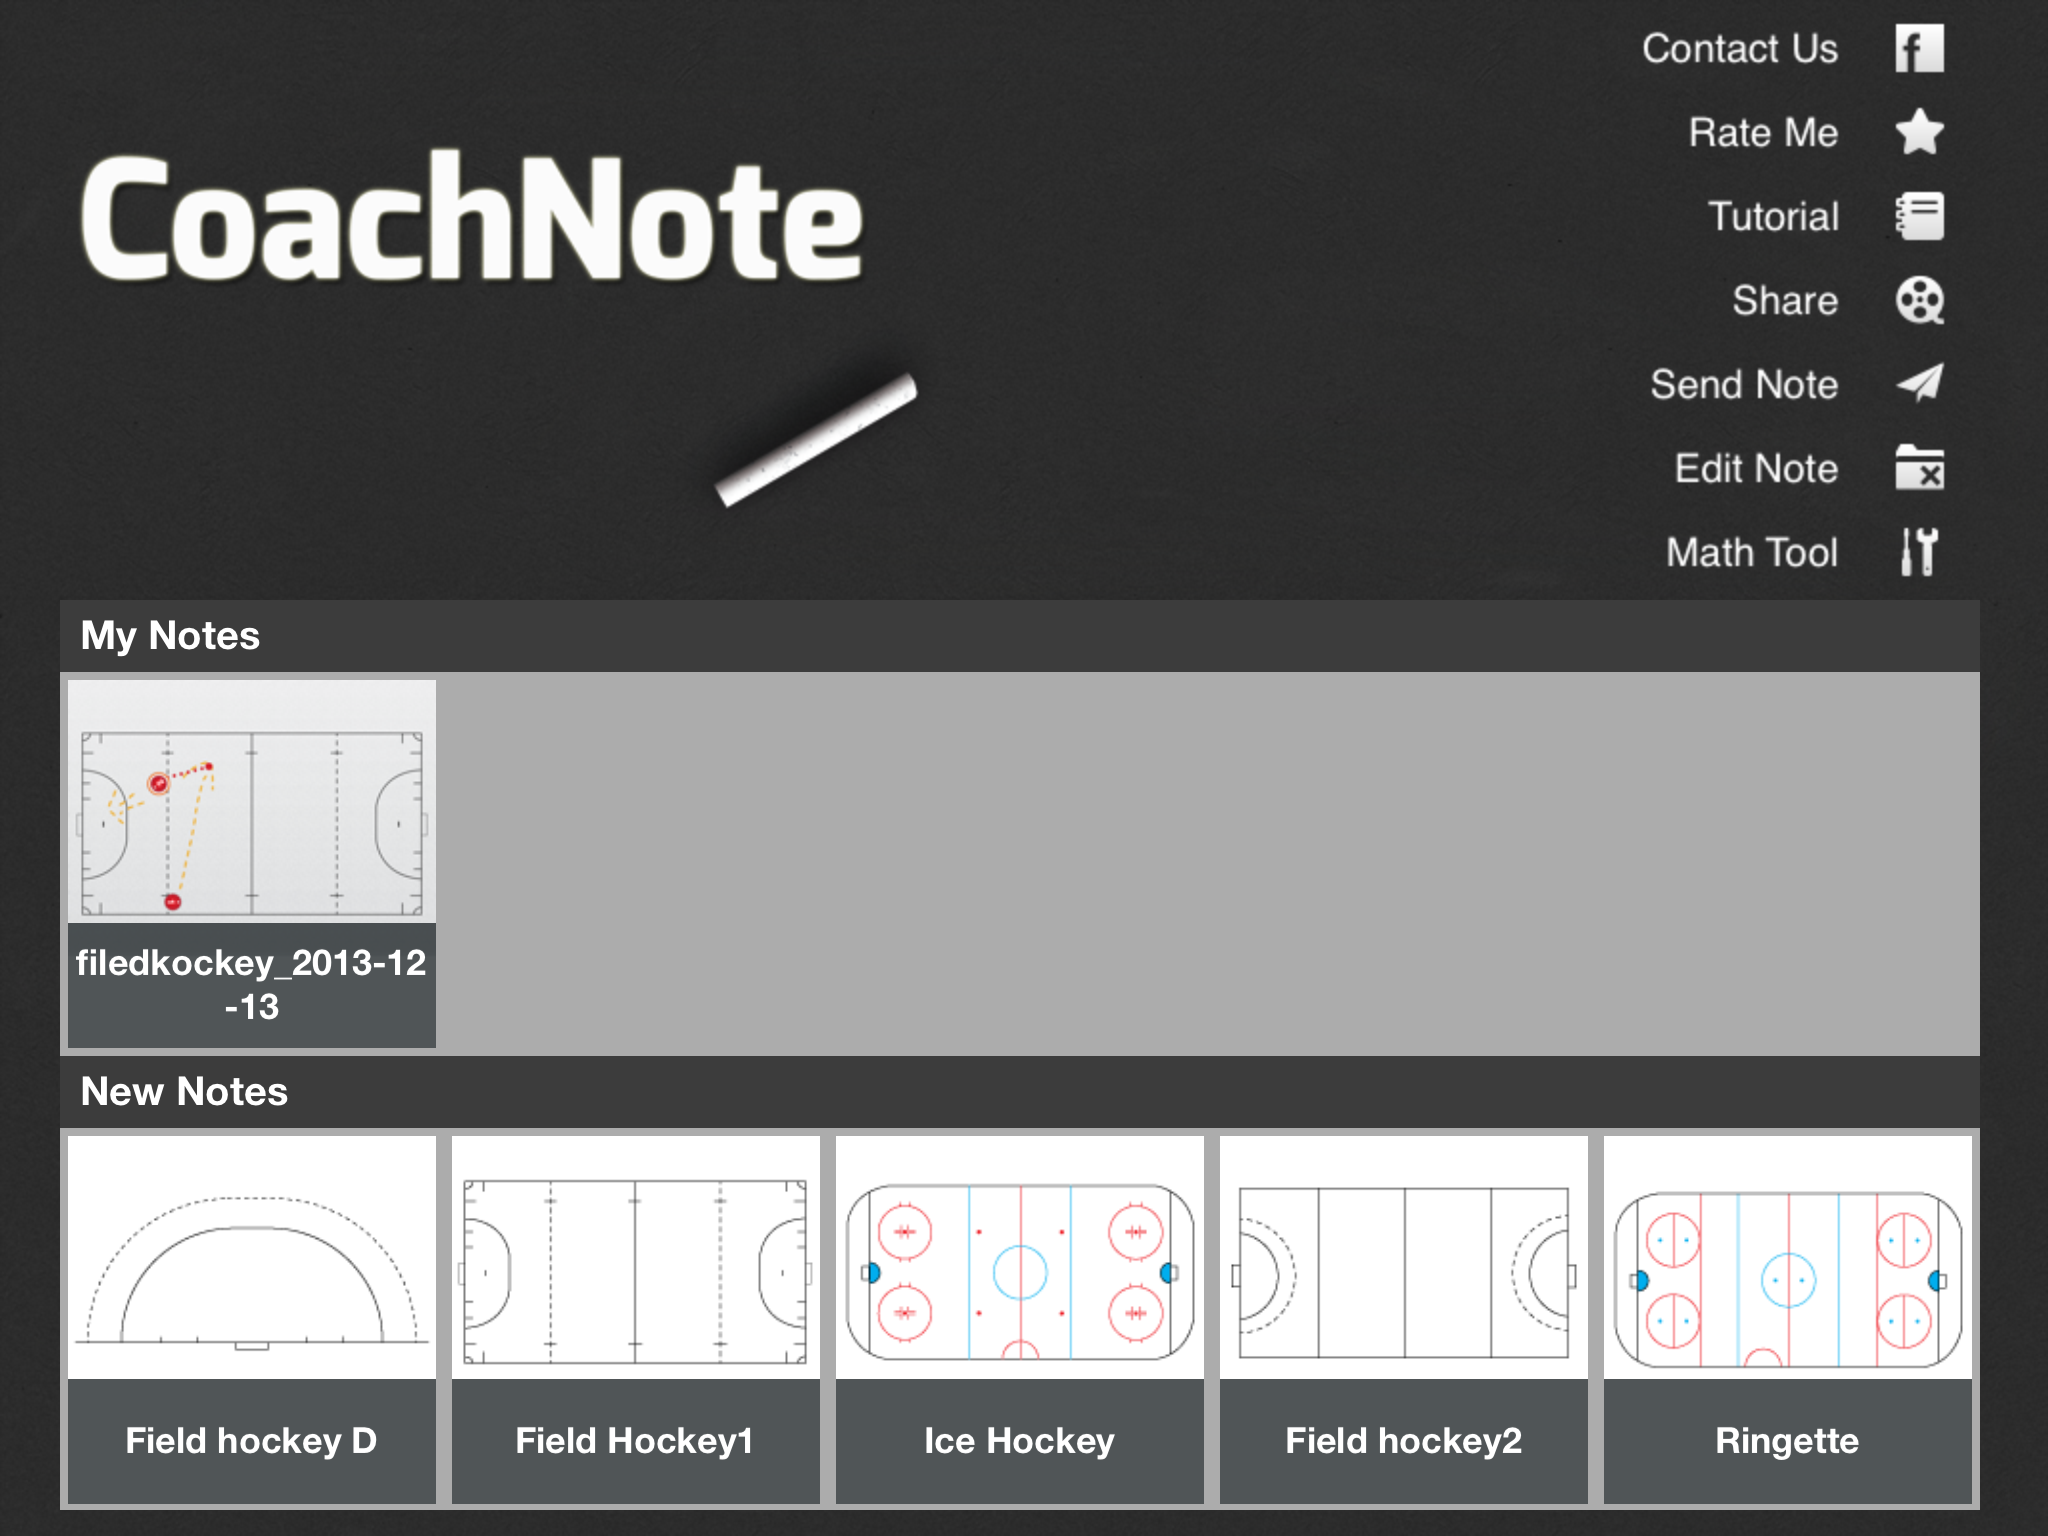 Contact Us
Rate Me
Tutorial
Share
Send Note
Edit Note
Math Tool
CoachNote
My Notes
filedkockey_2013-12
-13
New Notes
Field hockey D
Field Hockey1
Ice Hockey
Field hockey2
Ringette